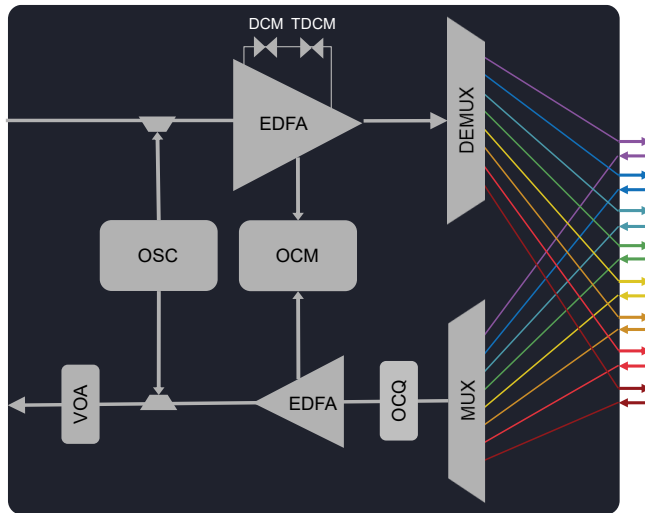 DCM TDCM
EDFA
DEMUX
OSC
OCM
VOA
EDFA
OCQ
MUX